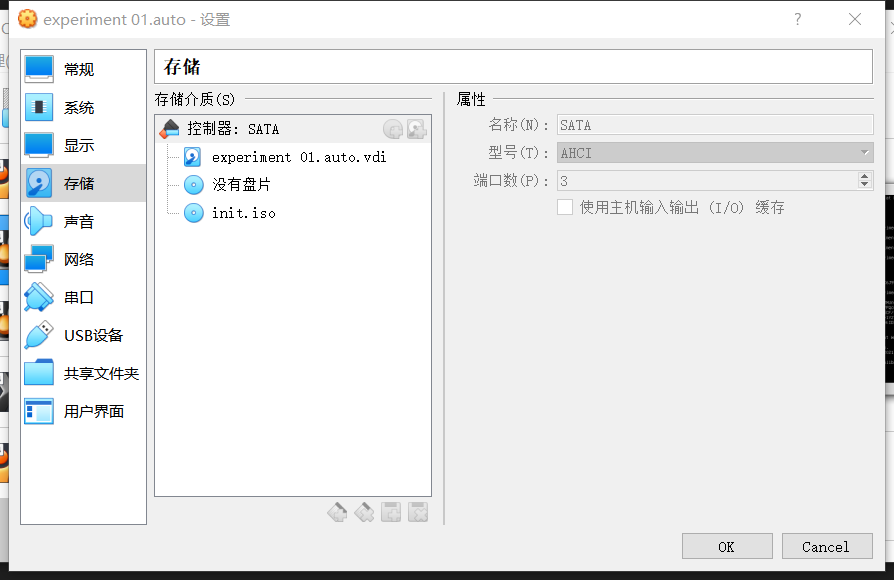 experiment 01.auto - 设置
常规
系统
显示
存储
声音
网络
串口
USB设备
共享文件夹
用户界面
存储
存储介质(S)
控制器: SATA
experiment 01.auto.vdi
没有盘片
init.iso
属性
名称(N): SATA
型号(T): AHCI
端口数(P): 3
使用主机输入输出 (I/O) 缓存
OK
Cancel